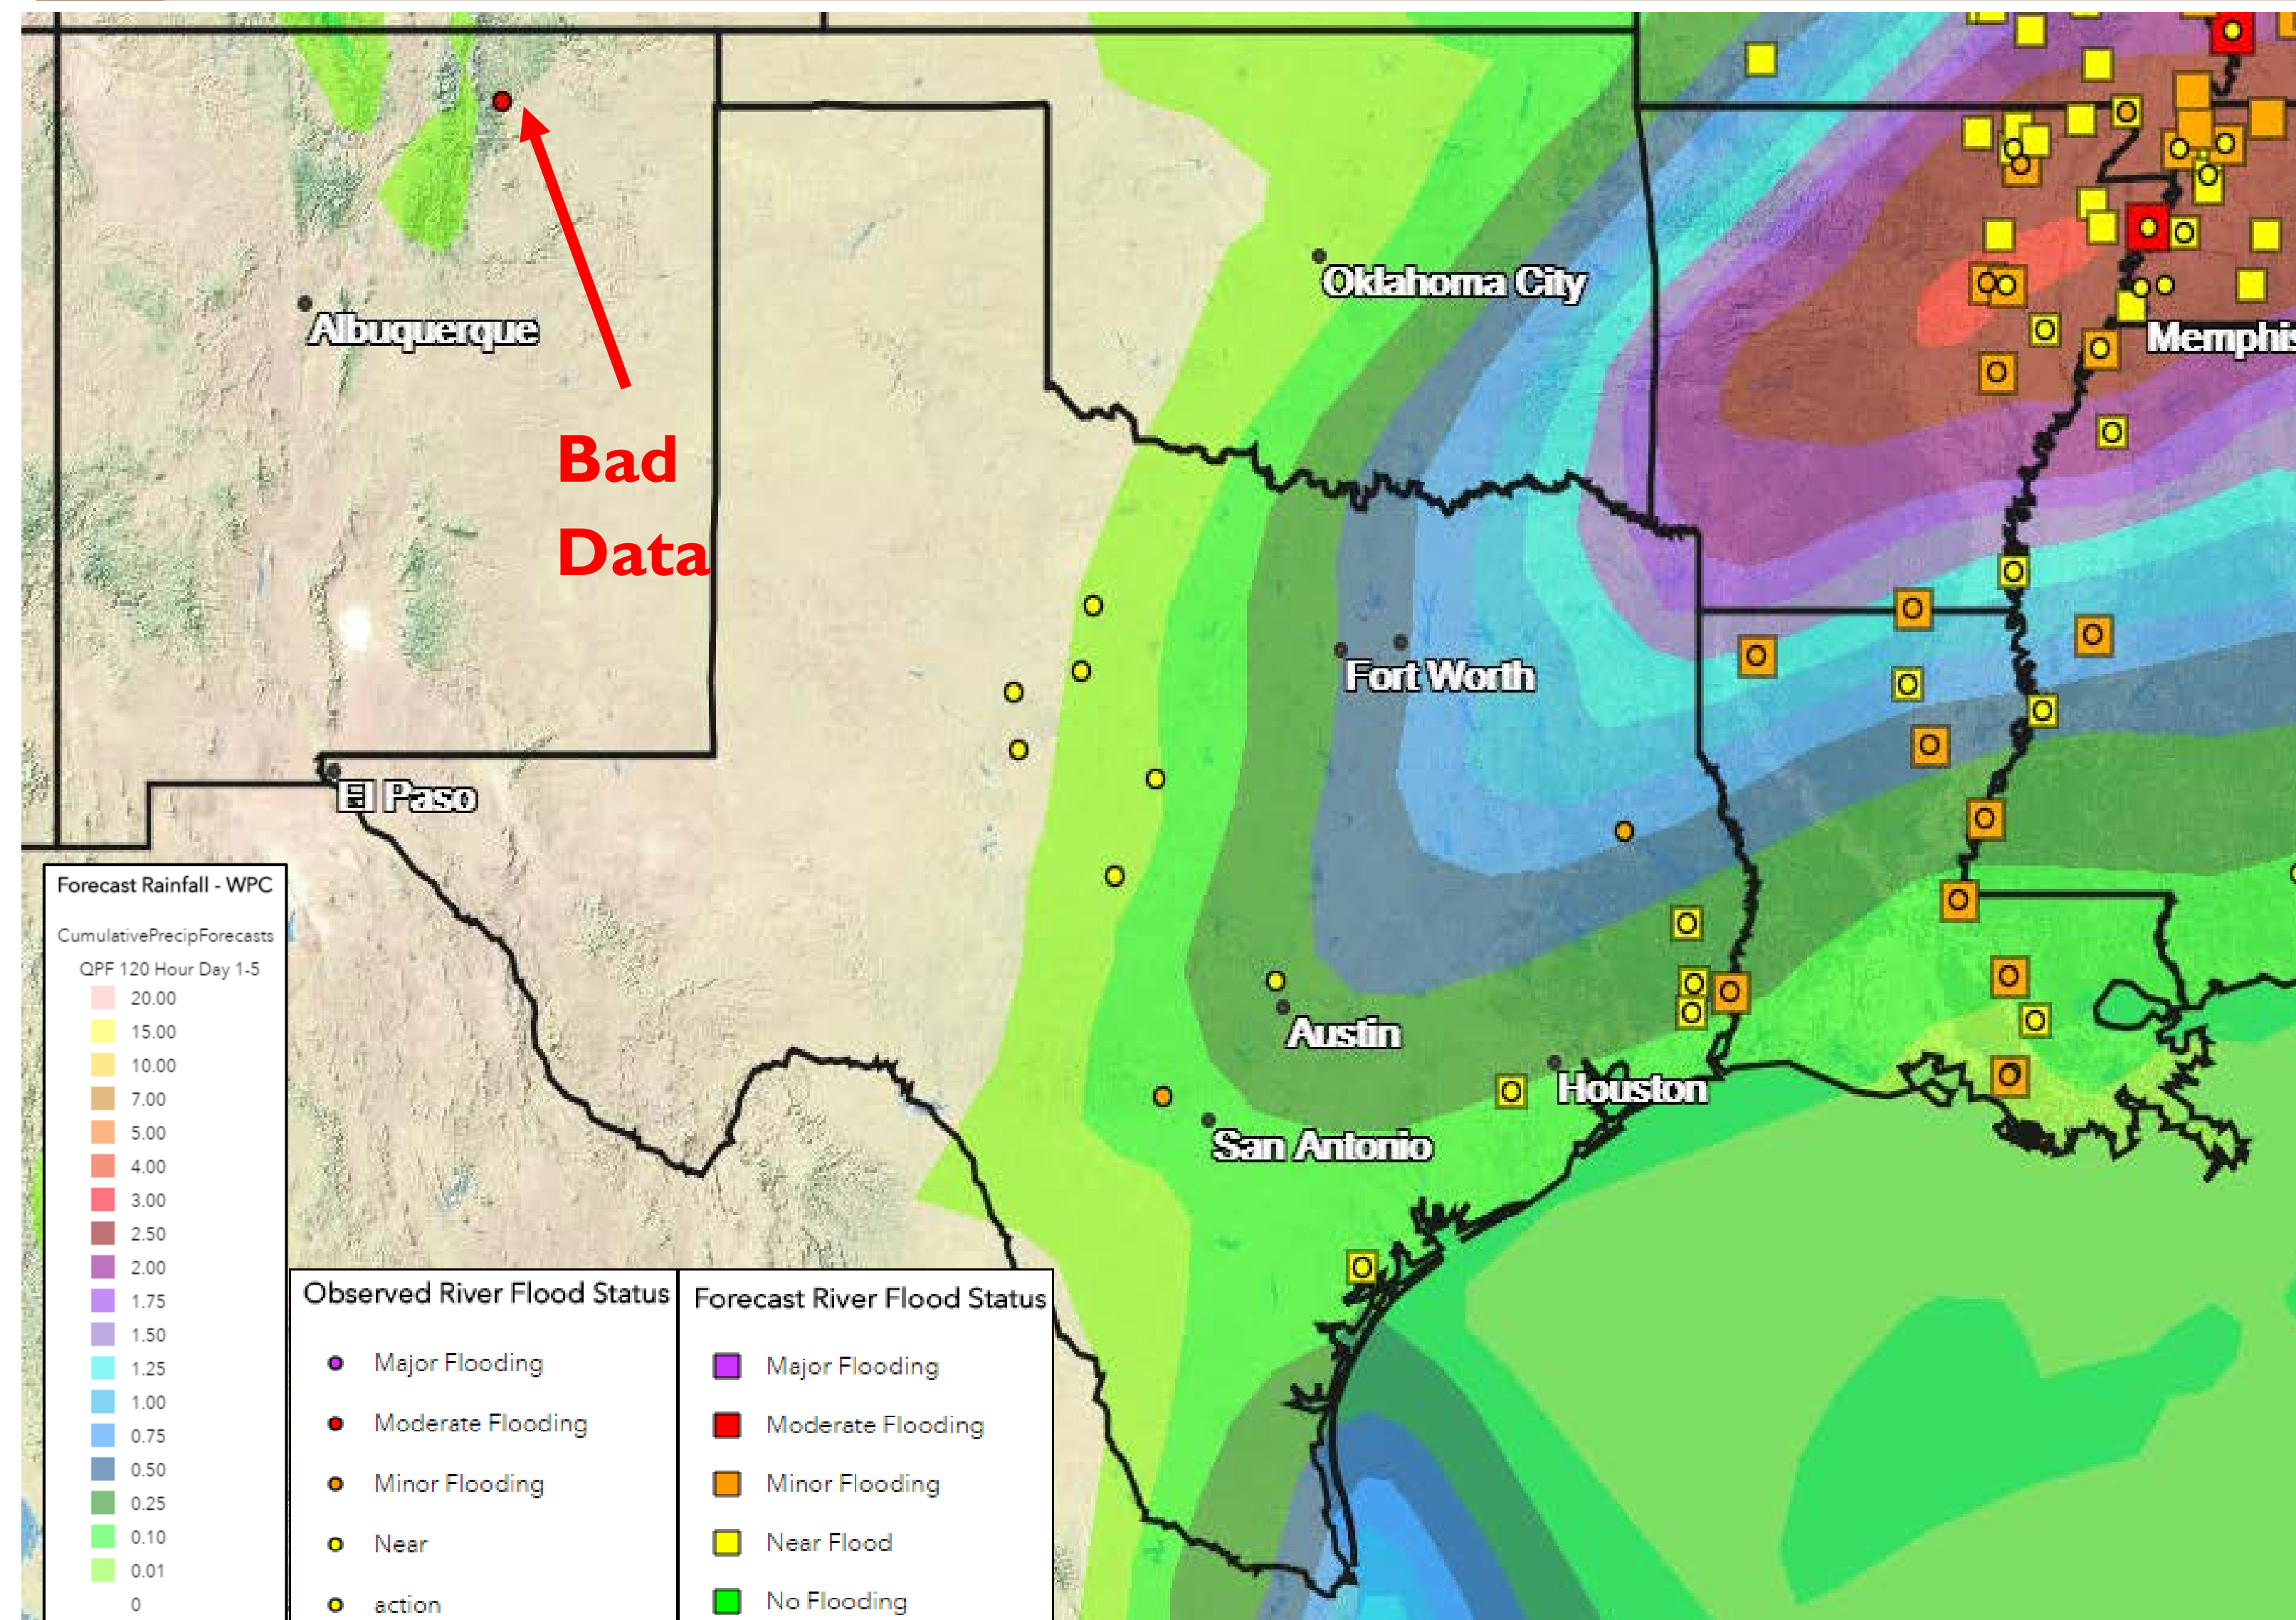 Oklahoma City
Albuquerque
Memphis
Bad
Data
Fort Worth
El Paso
Austin
Houston
San Antonio
Forecast Rainfall - WPC
CumulativePrecipForecasts
QPF 120 Hour Day 1-5
20.00
15.00
10.00
7.00
5.00
4.00
3.00
2.50
2.00
1.75
1.50
1.25
1.00
0.75
0.50
0.25
0.10
0.01
0
Observed River Flood Status
Major Flooding
Moderate Flooding
Minor Flooding
Near
action
Forecast River Flood Status
Major Flooding
Moderate Flooding
Minor Flooding
Near Flood
No Flooding